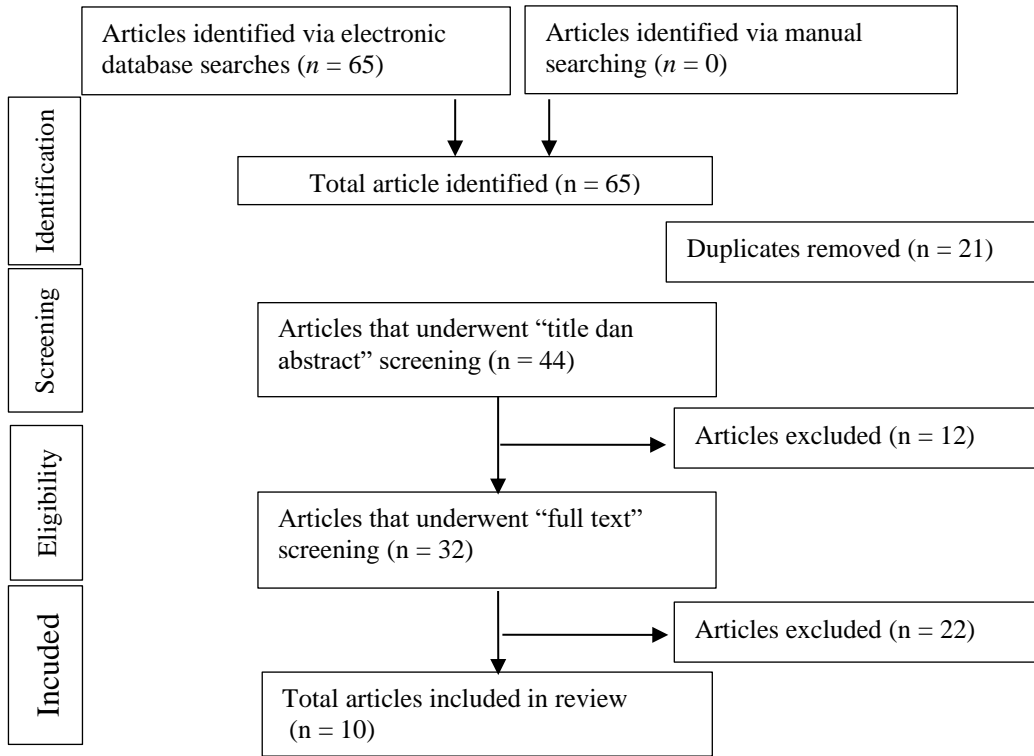 Articles identified via electronic
database searches (n = 65)
Articles identified via manual
searching (n = 0)
Identification
Total article identified (n = 65)
Duplicates removed (n = 21)
Screening
Articles that underwent “title dan
abstract” screening (n = 44)
Articles excluded (n = 12)
Eligibility
Articles that underwent “full text”
screening (n = 32)
Articles excluded (n = 22)
Incuded
Total articles included in review
(n = 10)